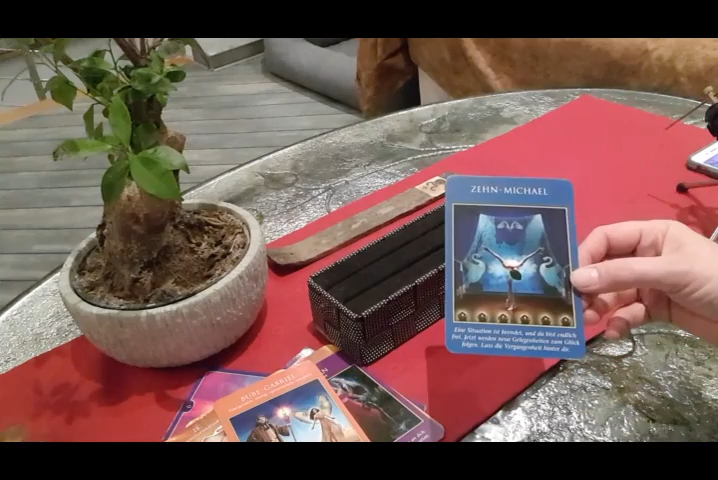 ZEHN-MICHAEL
Eine Situation ist beendet, und du bist endlich
frei. Jetzt werden neue Gelegenheiten zum Glück
folgen. Lass die Vergangenheit hinter dir.
BUBE-GABRIEL